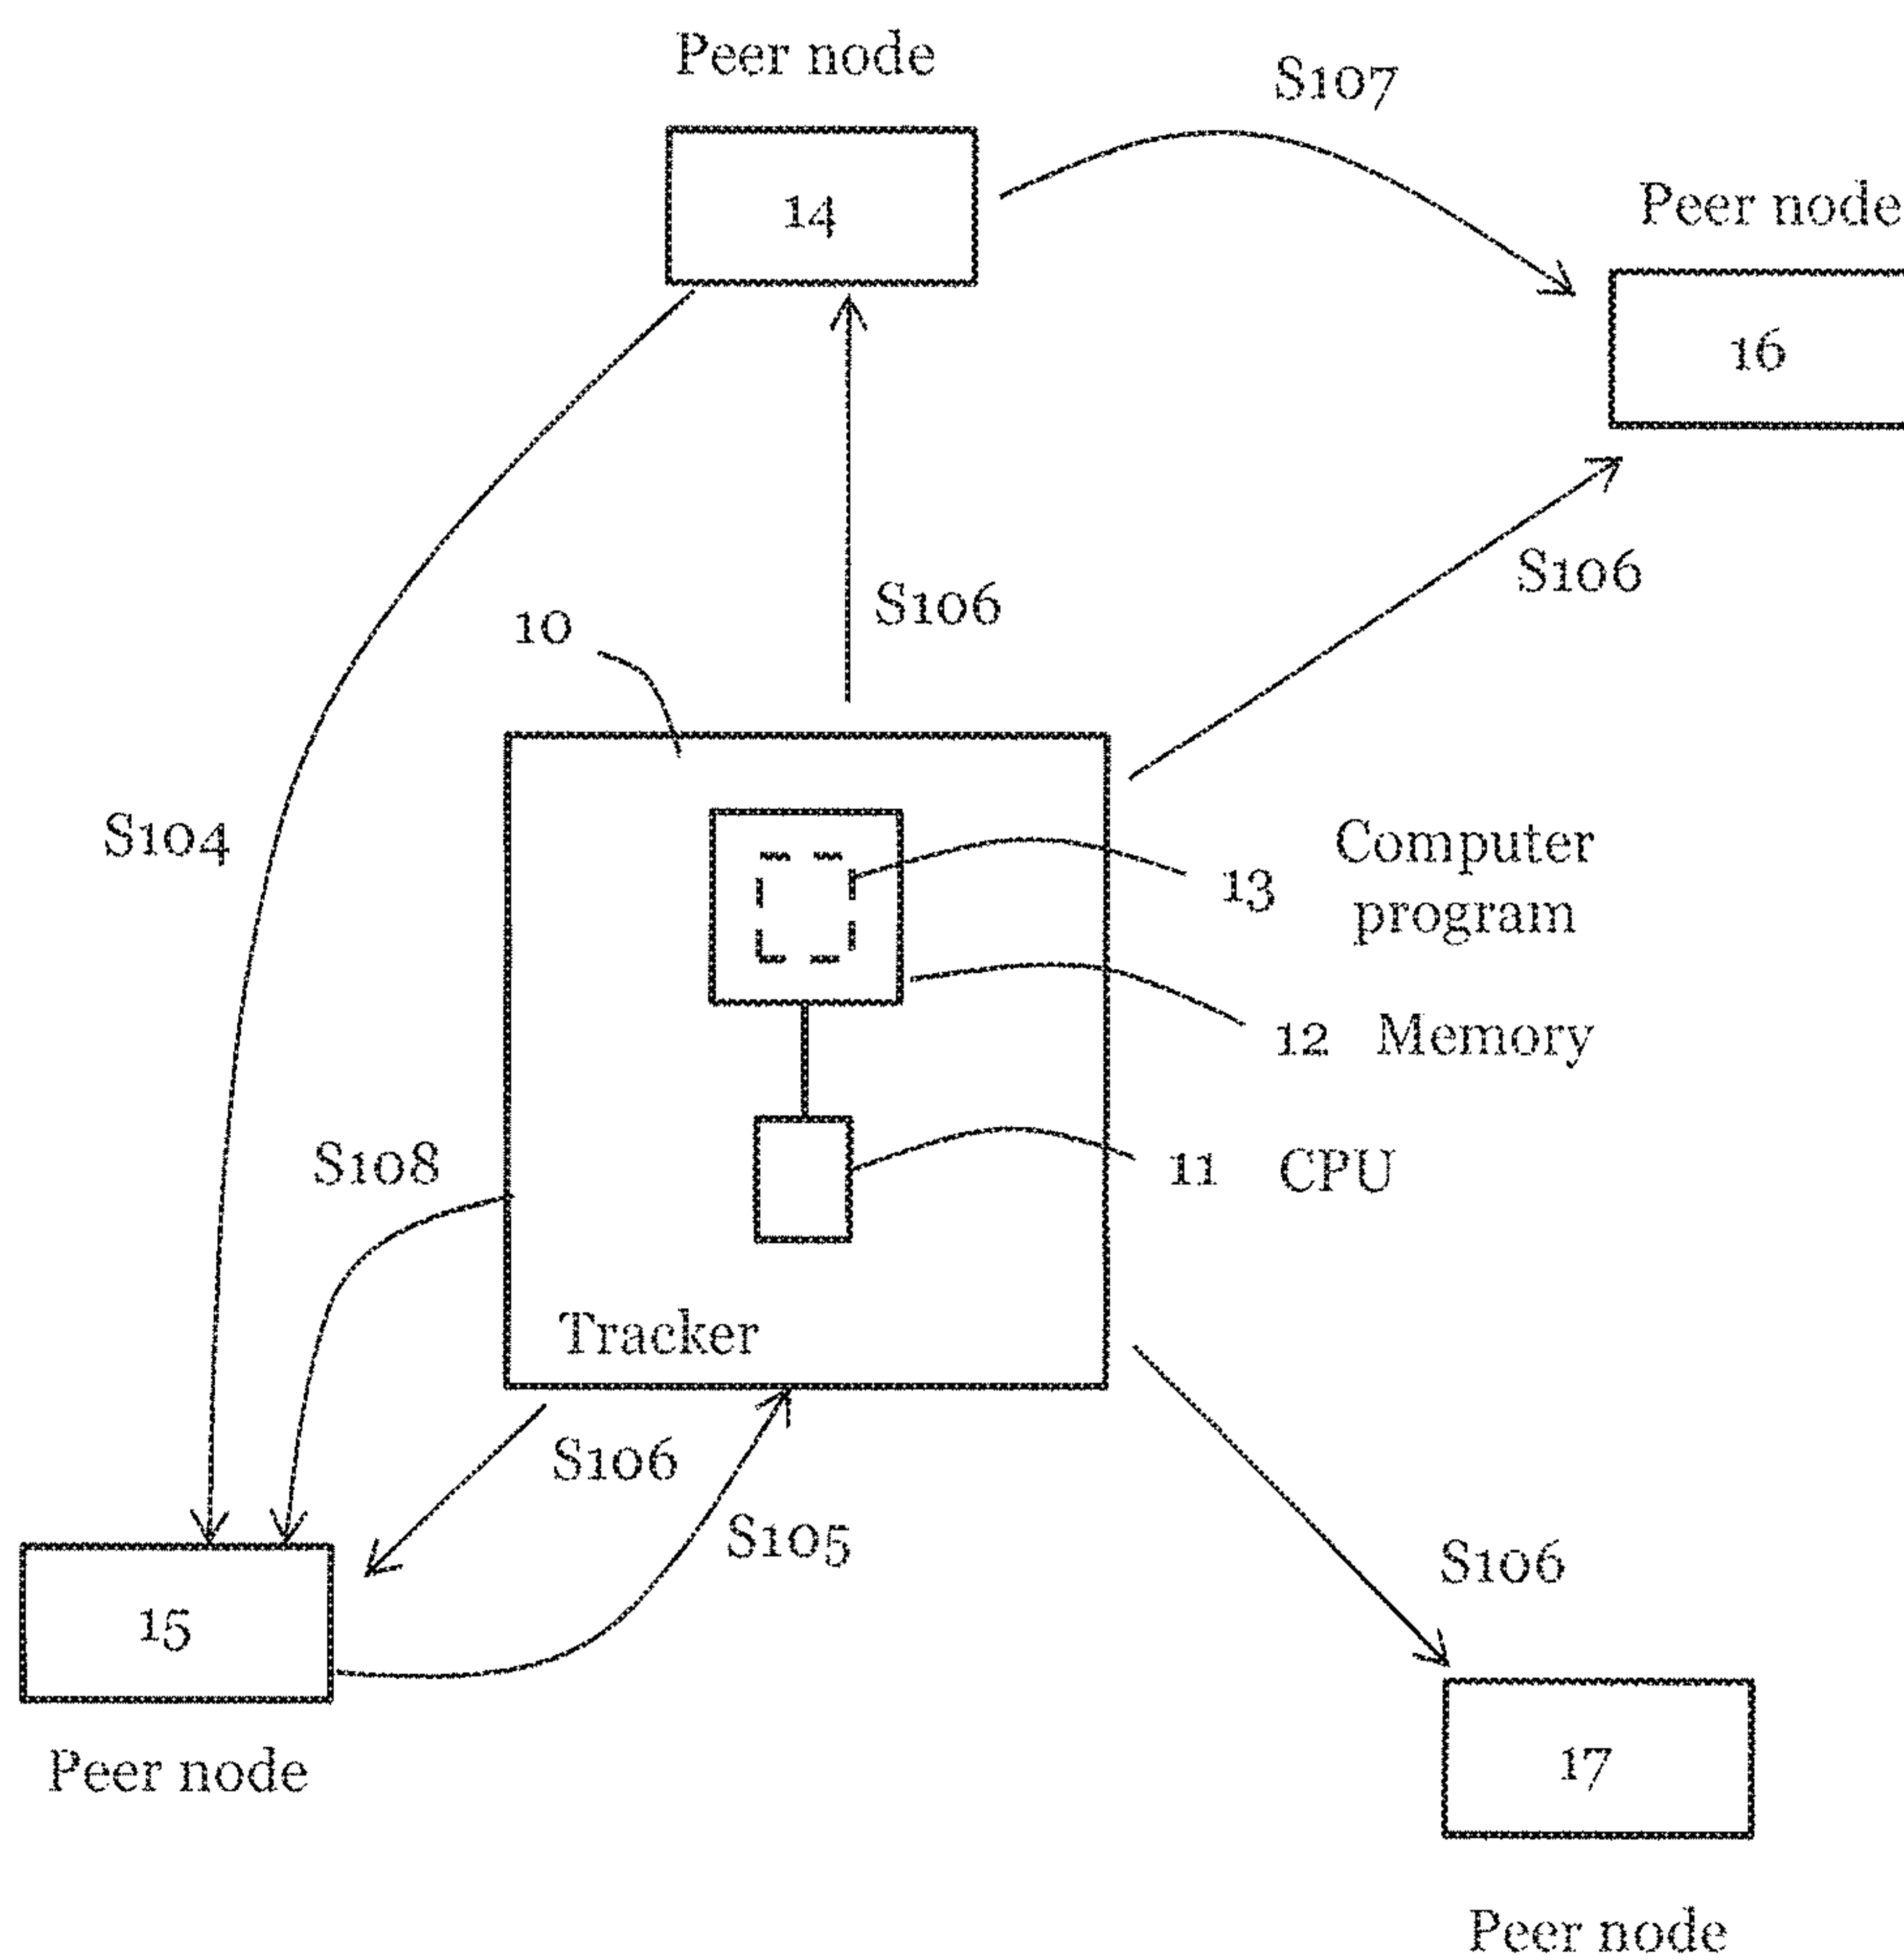 Peer node
S107
14
Peer node
16
S106
S106
10
S104
Computer
program
13
12 Memory
S108
11 CPU
Tracker
S106
S105
S106
15
17
Peer node
Peer node